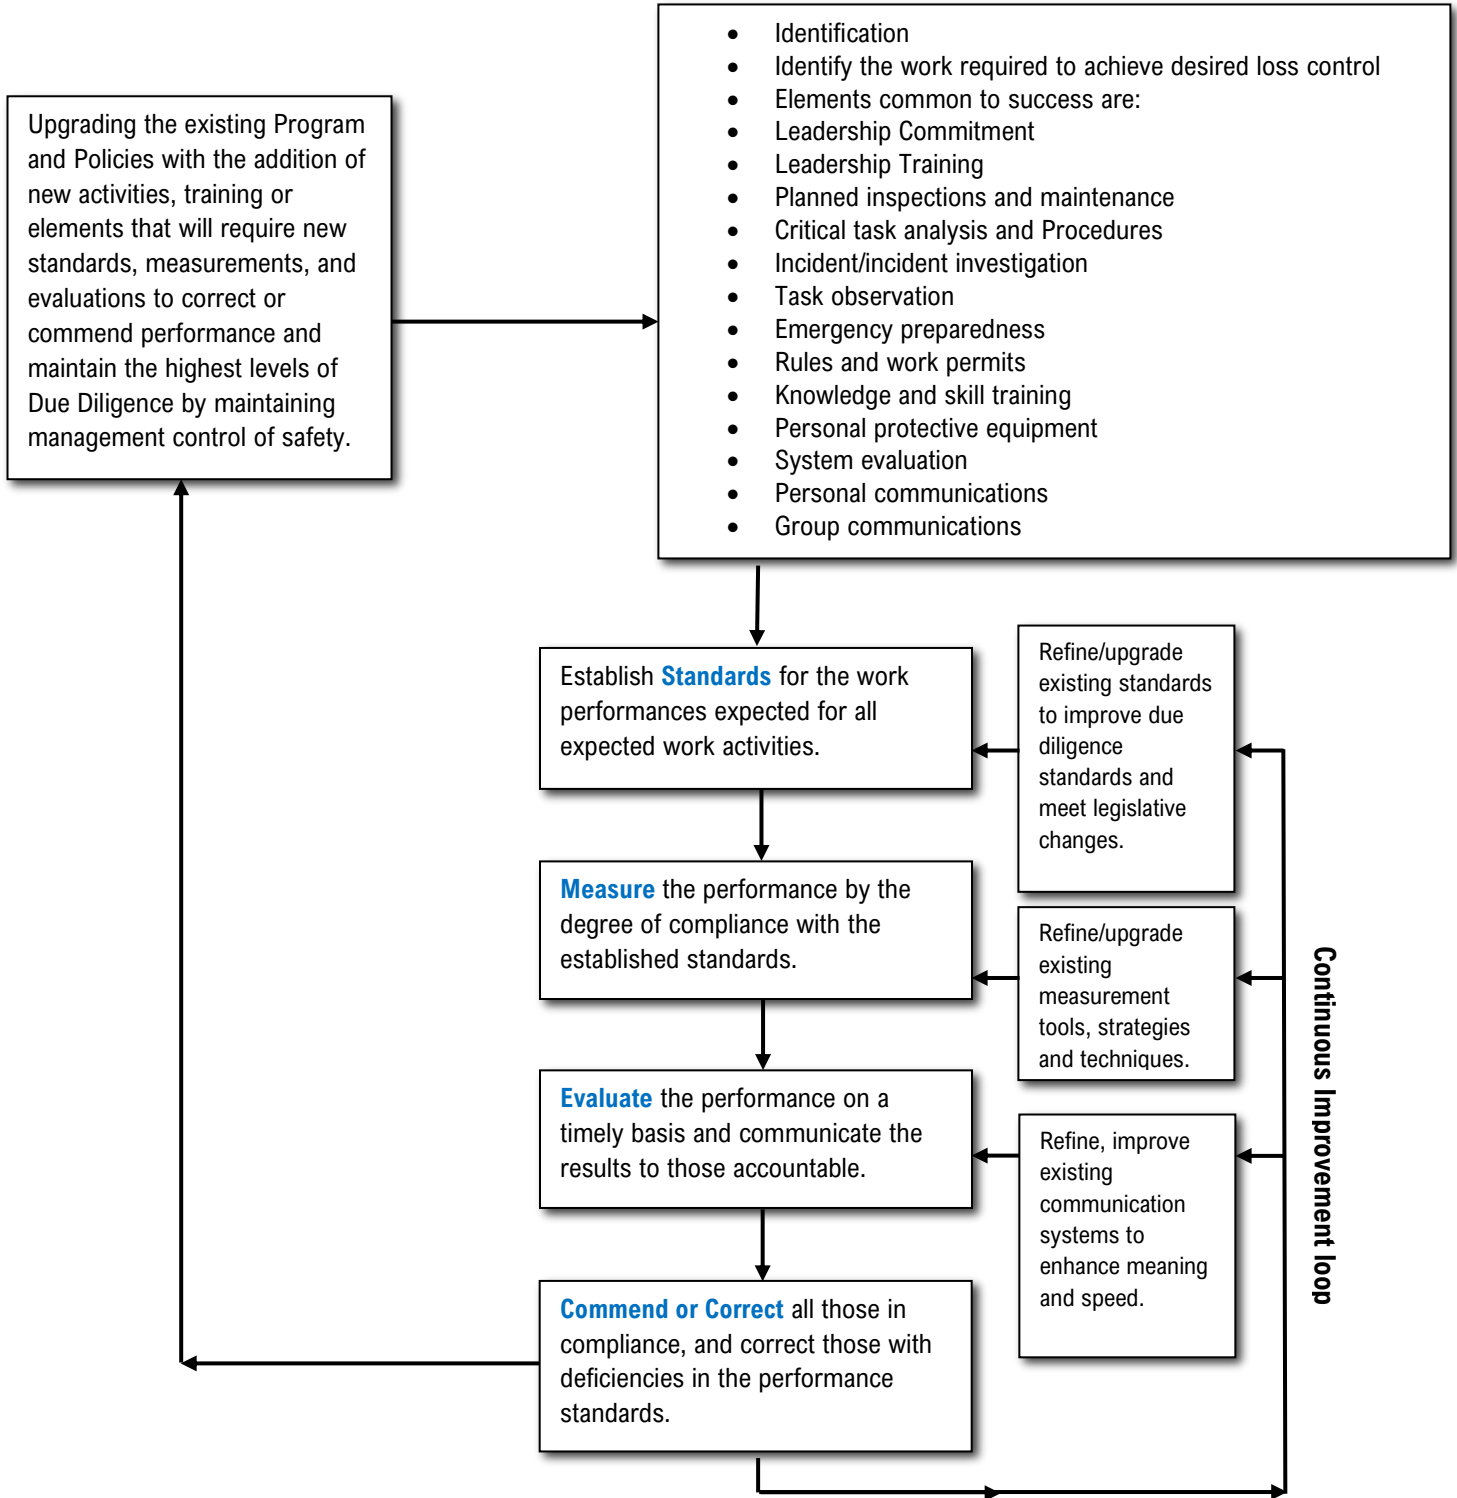 Upgrading the existing Program
and Policies with the addition of
new activities, training or
elements that will require new
standards, measurements, and
evaluations to correct or
commend performance and
maintain the highest levels of
Due Diligence by maintaining
management control of safety.
• Identification
• Identify the work required to achieve desired loss control
• Elements common to success are:
• Leadership Commitment
• Leadership Training
• Planned inspections and maintenance
• Critical task analysis and Procedures
• Incident/incident investigation
• Task observation
• Emergency preparedness
• Rules and work permits
• Knowledge and skill training
• Personal protective equipment
• System evaluation
• Personal communications
• Group communications
Establish Standards for the work
performances expected for all
expected work activities.
Refine/upgrade
existing standards
to improve due
diligence
standards and
meet legislative
changes.
Measure the performance by the
degree of compliance with the
established standards.
Refine/upgrade
existing
measurement
tools, strategies
and techniques.
Evaluate the performance on a
timely basis and communicate the
results to those accountable.
Refine, improve
existing
communication
systems to
enhance meaning
and speed.
Commend or Correct all those in
compliance, and correct those with
deficiencies in the performance
standards.
Continuous Improvement loop